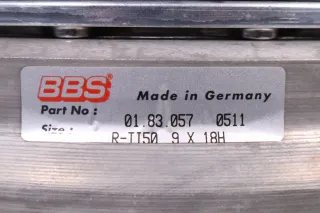 BBS® Made in Germany
Part No : 01.83.057 0511
Size : R-TI50 9 X 18H